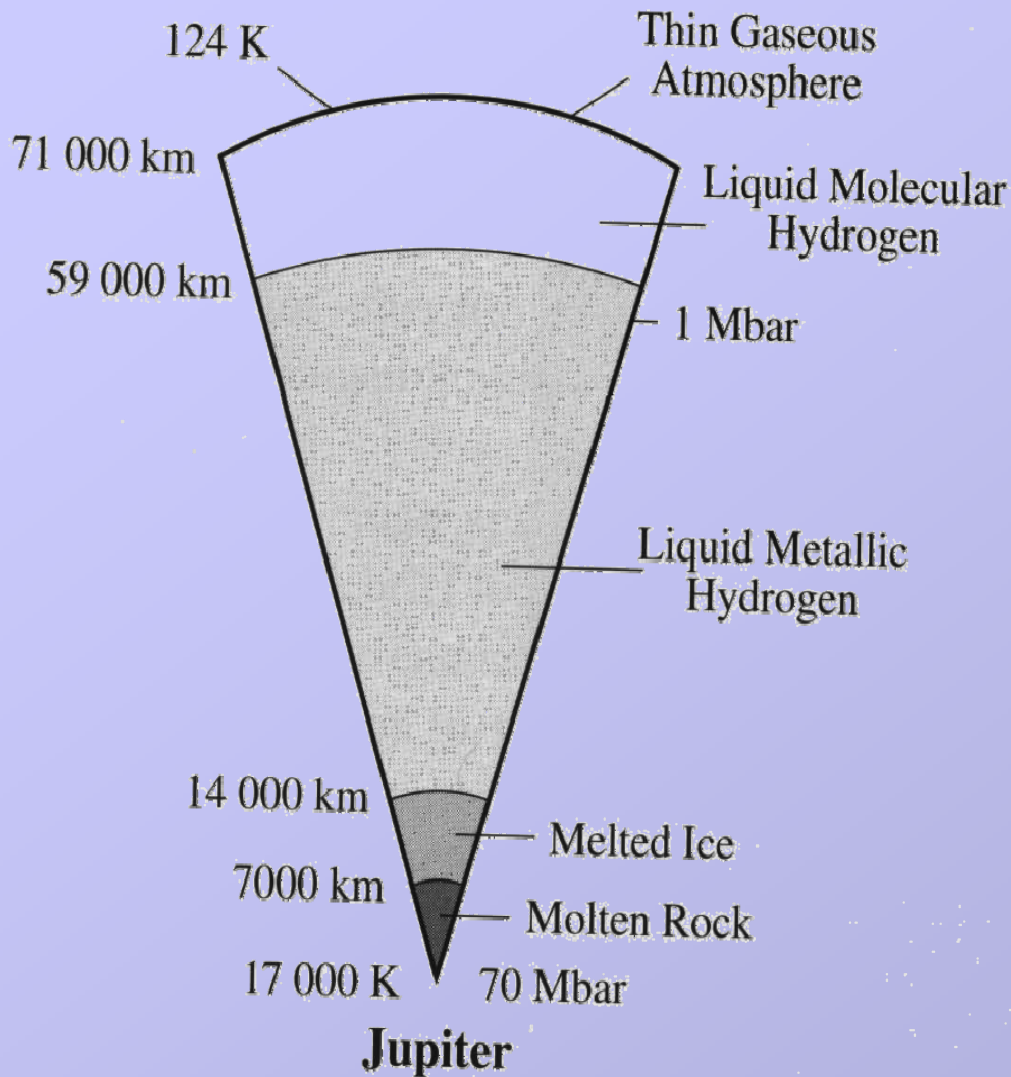 124 K
Thin Gaseous
Atmosphere
71 000 km
Liquid Molecular
Hydrogen
59 000 km
1 Mbar
Liquid Metallic
Hydrogen
14 000 km
Melted Ice
7000 km
Molten Rock
17 000 K
70 Mbar
Jupiter